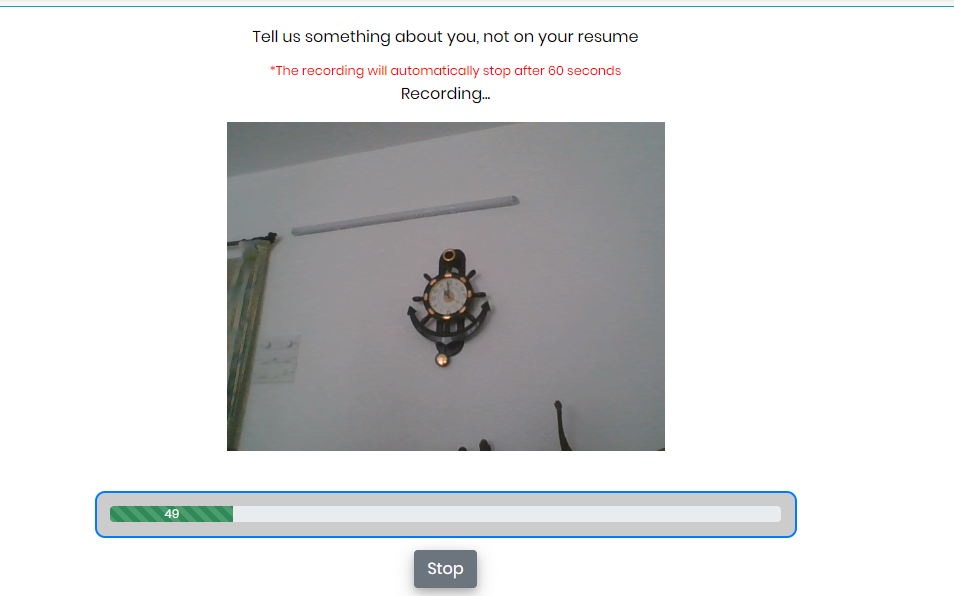 Tell us something about you, not on your resume
*The recording will automatically stop after 60 seconds
Recording...
49
Stop